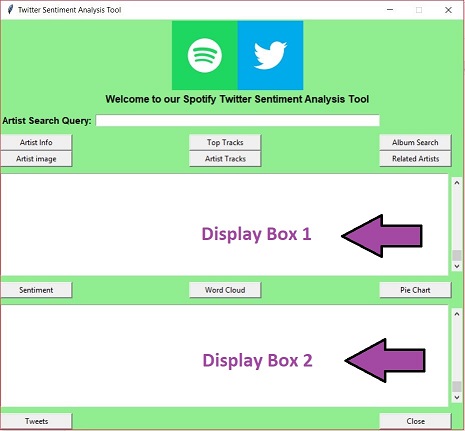 Twitter Sentiment Analysis Tool
Welcome to our Spotify Twitter Sentiment Analysis Tool
Artist Search Query:
Artist Info Top Tracks Album Search
Artist image Artist Tracks Related Artists
Display Box 1
Sentiment Word Cloud Pie Chart
Display Box 2
Tweets Close